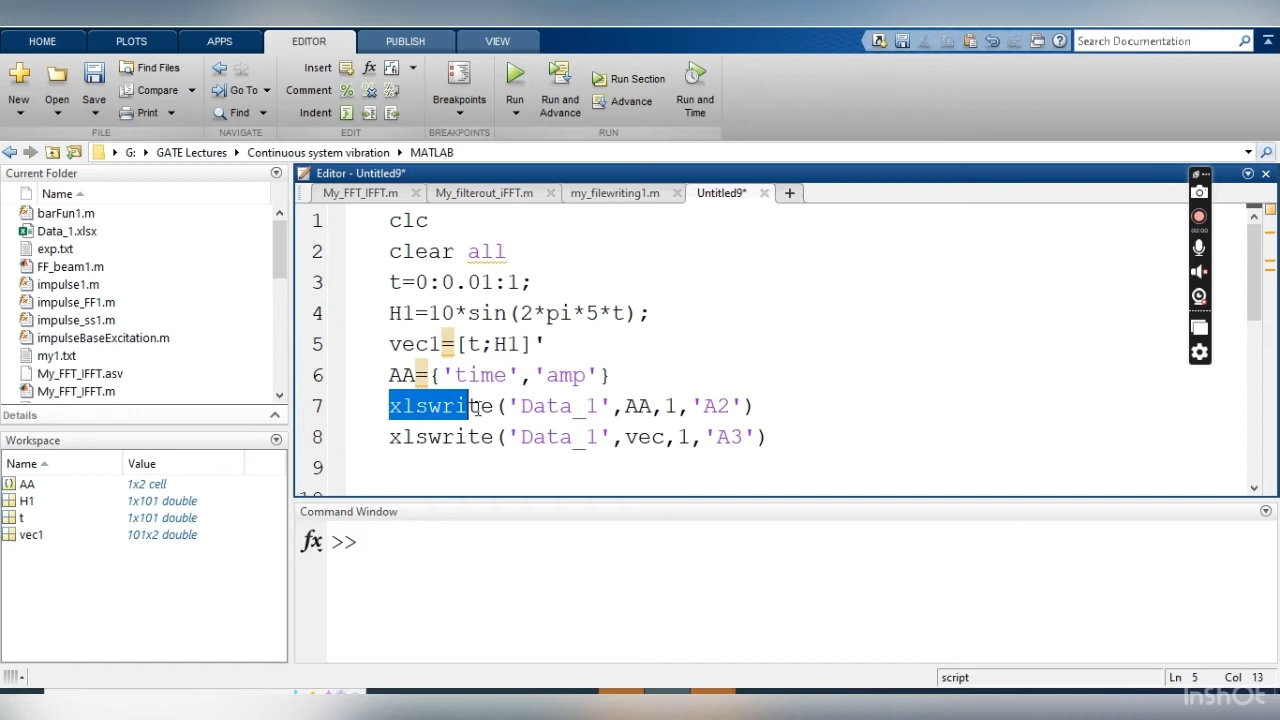 HOME PLOTS APPS EDITOR PUBLISH VIEW Search Documentation
Insert fx
Find Files
Compare Go To Comment % Run Section
New Open Save Breakpoints Run Run and Advance Advance Run and Time
Print Find Indent
FILE NAVIGATE EDIT BREAKPOINTS RUN
G: GATE Lectures Continuous system vibration MATLAB
Current Folder
Name
barFun1.m
Data_1.xlsx
exp.txt
FF_beam1.m
impulse1.m
impulse_FF1.m
impulse_ss1.m
impulseBaseExcitation.m
my1.txt
My_FFT_IFFT.asv
My_FFT_IFFT.m
Details
Workspace
Name Value
AA 1x2 cell
H1 1x101 double
t 1x101 double
vec1 101x2 double
Editor - Untitled9*
My_FFT_IFFT.m My_filterout_iFFT.m my_filewriting1.m Untitled9* +
1 clc
2 clear all
3 t=0:0.01:1;
4 H1=10*sin(2*pi*5*t);
5 vec1=[t;H1]'
6 AA={'time','amp'}
7 xlswrite('Data_1',AA,1,'A2')
8 xlswrite('Data_1',vec,1,'A3')
9
Command Window
fx >>
00:00
script Ln 5 Col 13
InShOt